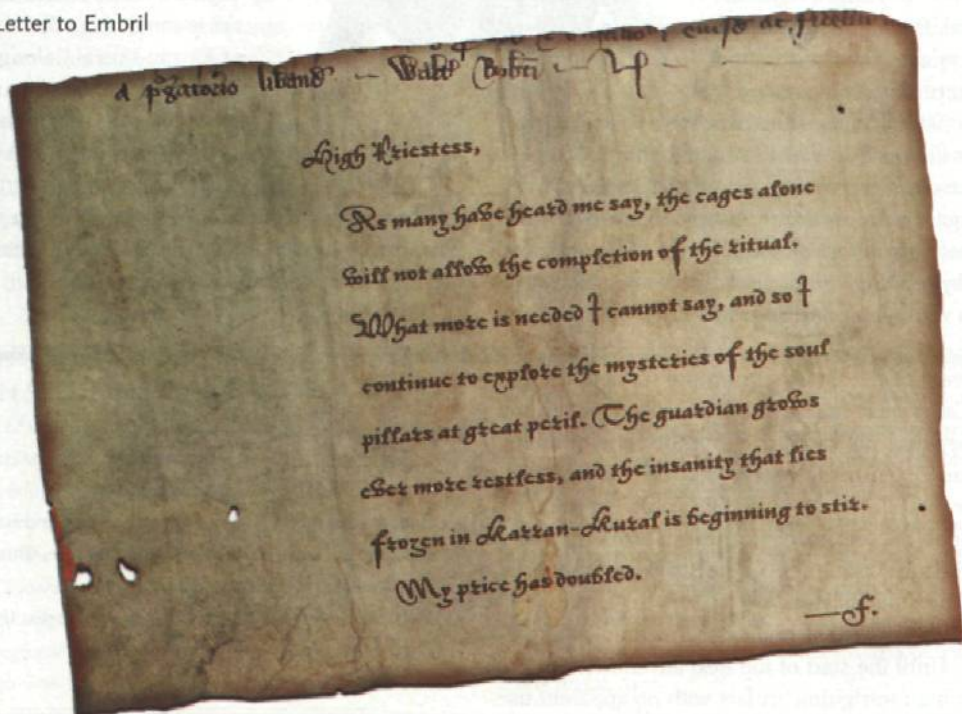 Letter to Embril
High Priestess,
As many have heard me say, the cages alone
will not allow the completion of the ritual.
What more is needed I cannot say, and so I
continue to explore the mysteries of the soul
pillars at great peril. The guardian grows
ever more restless, and the insanity that lies
frozen in Karran-Kural is beginning to stir.
My price has doubled.
—f.